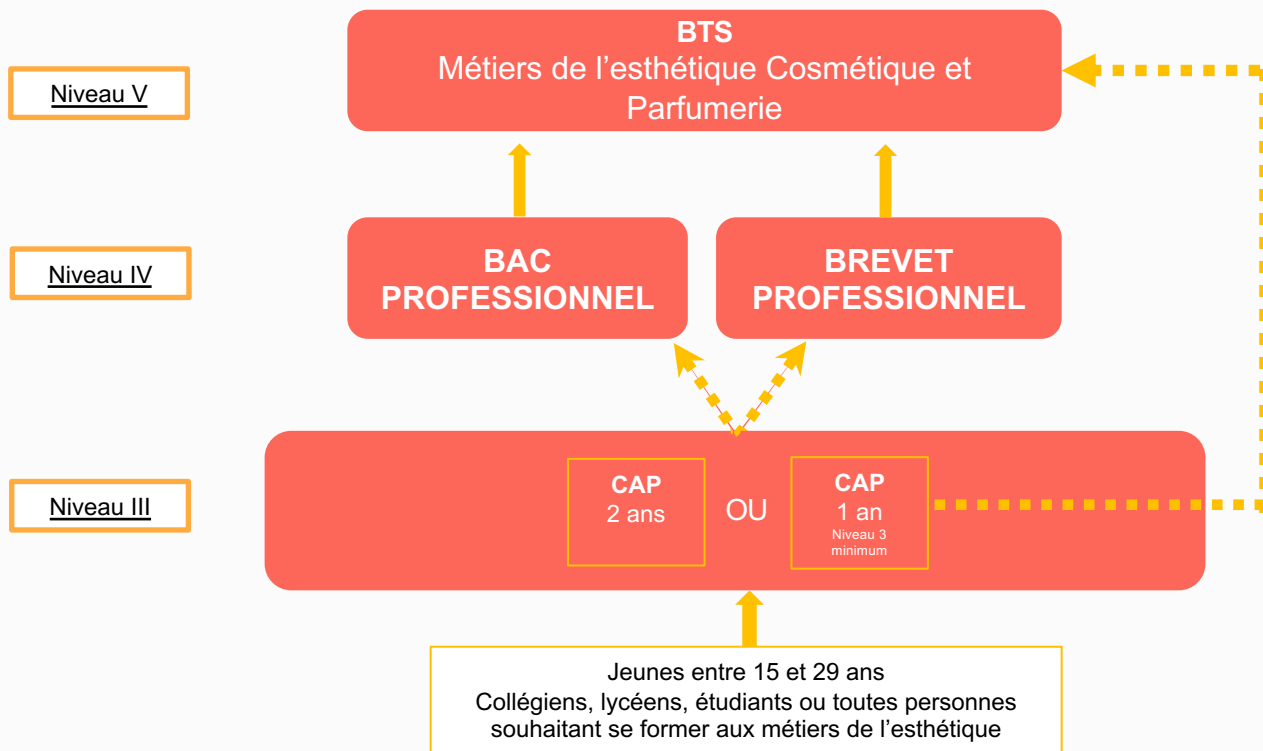 BTS
Métiers de l’esthétique Cosmétique et
Parfumerie
Niveau V
Niveau IV
BAC
PROFESSIONNEL
BREVET
PROFESSIONNEL
Niveau III
CAP
2 ans
OU
CAP
1 an
Niveau 3
minimum
Jeunes entre 15 et 29 ans
Collégiens, lycéens, étudiants ou toutes personnes
souhaitant se former aux métiers de l’esthétique